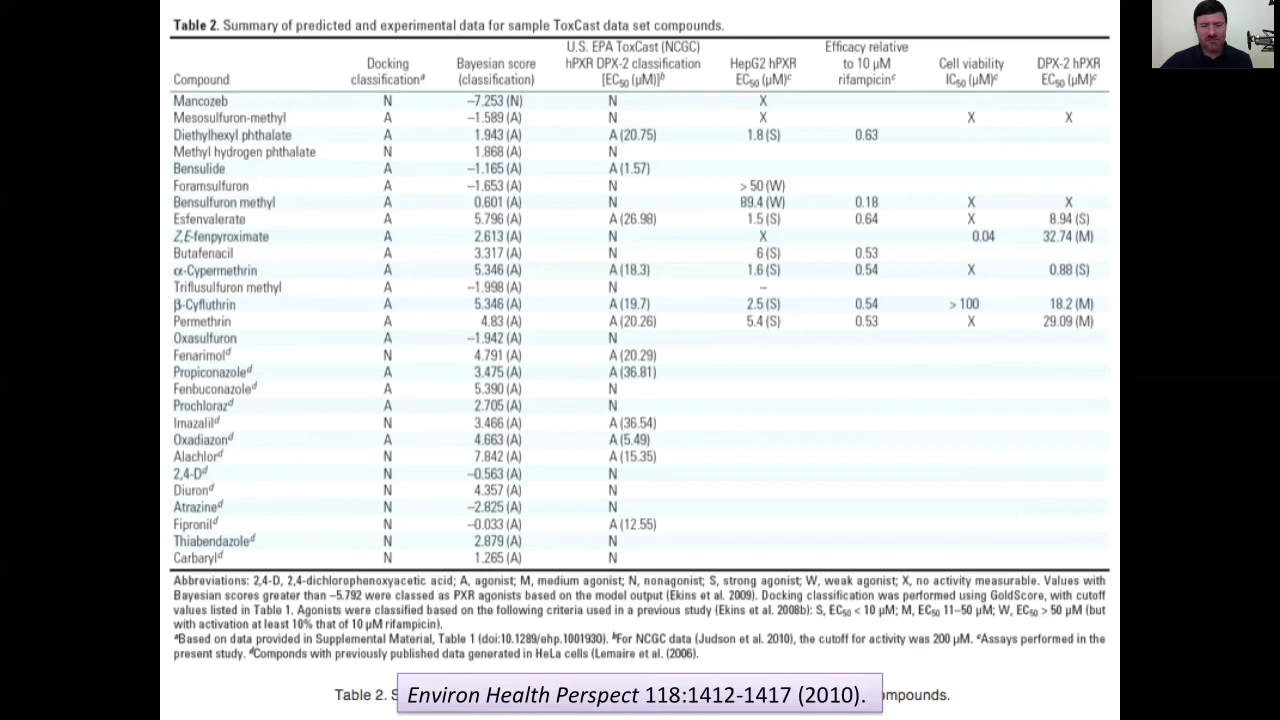 Table 2. Summary of predicted and experimental data for sample ToxCast data set compounds.
Compound Docking classificationᵃ Bayesian score (classification) U.S. EPA ToxCast (NCGC) hPXR DPX-2 classification [EC₅₀ (µM)]ᵇ HepG2 hPXR EC₅₀ (µM)ᶜ Efficacy relative to 10 µM rifampicinᶜ Cell viability IC₅₀ (µM)ᶜ DPX-2 hPXR EC₅₀ (µM)ᶜ
Mancozeb N –7.253 (N) N X
Mesosulfuron-methyl A –1.589 (A) N X X X
Diethylhexyl phthalate A 1.943 (A) A (20.75) 1.8 (S) 0.63
Methyl hydrogen phthalate N 1.868 (A) N
Bensulide A –1.165 (A) A (1.57)
Foramsulfuron A –1.653 (A) N > 50 (W)
Bensulfuron methyl A 0.601 (A) N 89.4 (W) 0.18 X X
Esfenvalerate A 5.796 (A) A (26.98) 1.5 (S) 0.64 X 8.94 (S)
Z,E-fenpyroximate A 2.613 (A) N X 0.04 32.74 (M)
Butafenacil A 3.317 (A) N 6 (S) 0.53
α-Cypermethrin A 5.346 (A) A (18.3) 1.6 (S) 0.54 X 0.88 (S)
Triflusulfuron methyl A –1.998 (A) N –
β-Cyfluthrin A 5.346 (A) A (19.7) 2.5 (S) 0.54 > 100 18.2 (M)
Permethrin A 4.83 (A) A (20.26) 5.4 (S) 0.53 X 29.09 (M)
Oxasulfuron A –1.942 (A) N
Fenarimolᵈ N 4.791 (A) A (20.29)
Propiconazoleᵈ A 3.475 (A) A (36.81)
Fenbuconazoleᵈ A 5.390 (A) N
Prochlorazᵈ A 2.705 (A) N
Imazalilᵈ N 3.466 (A) A (36.54)
Oxadiazonᵈ A 4.663 (A) A (5.49)
Alachlorᵈ N 7.842 (A) A (15.35)
2,4-Dᵈ N –0.563 (A) N
Diuronᵈ N 4.357 (A) N
Atrazineᵈ N –2.825 (A) N
Fipronilᵈ N –0.033 (A) A (12.55)
Thiabendazoleᵈ N 2.879 (A) N
Carbarylᵈ N 1.265 (A) N
Abbreviations: 2,4-D, 2,4-dichlorophenoxyacetic acid; A, agonist; M, medium agonist; N, nonagonist; S, strong agonist; W, weak agonist; X, no activity measurable. Values with
Bayesian scores greater than –5.792 were classed as PXR agonists based on the model output (Ekins et al. 2009). Docking classification was performed using GoldScore, with cutoff
values listed in Table 1. Agonists were classified based on the following criteria used in a previous study (Ekins et al. 2008b): S, EC₅₀ < 10 µM; M, EC₅₀ 11–50 µM; W, EC₅₀ > 50 µM (but
with activation at least 10% that of 10 µM rifampicin).
ᵃBased on data provided in Supplemental Material, Table 1 (doi:10.1289/ehp.1001930). ᵇFor NCGC data (Judson et al. 2010), the cutoff for activity was 200 µM. ᶜAssays performed in the
present study. ᵈComponds with previously published data generated in HeLa cells (Lemaire et al. (2006).
Table 2. S
Environ Health Perspect 118:1412-1417 (2010).
mpounds.